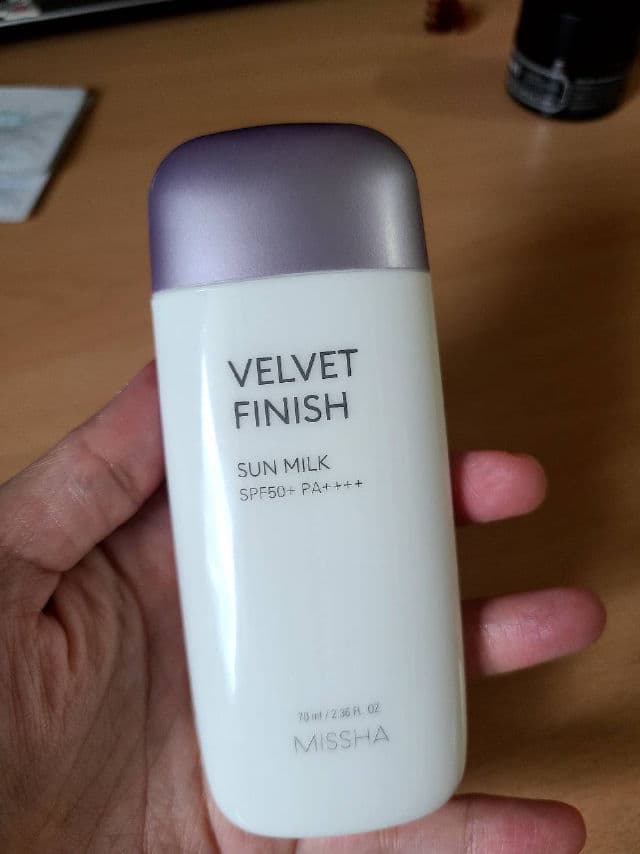 VELVET
FINISH
SUN MILK
SPF50+ PA++++
70 ml / 2.36 FL. OZ
MISSHA